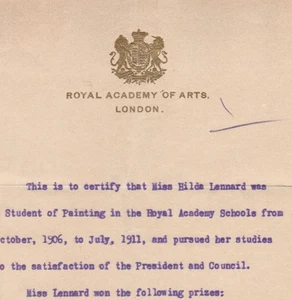 ROYAL ACADEMY OF ARTS.
LONDON.
This is to certify that Miss Hilda Lennard was
Student of Painting in the Royal Academy Schools from
ctober, 1906, to July, 1911, and pursued her studies
o the satisfaction of the President and Council.
Miss Lennard won the following prizes: